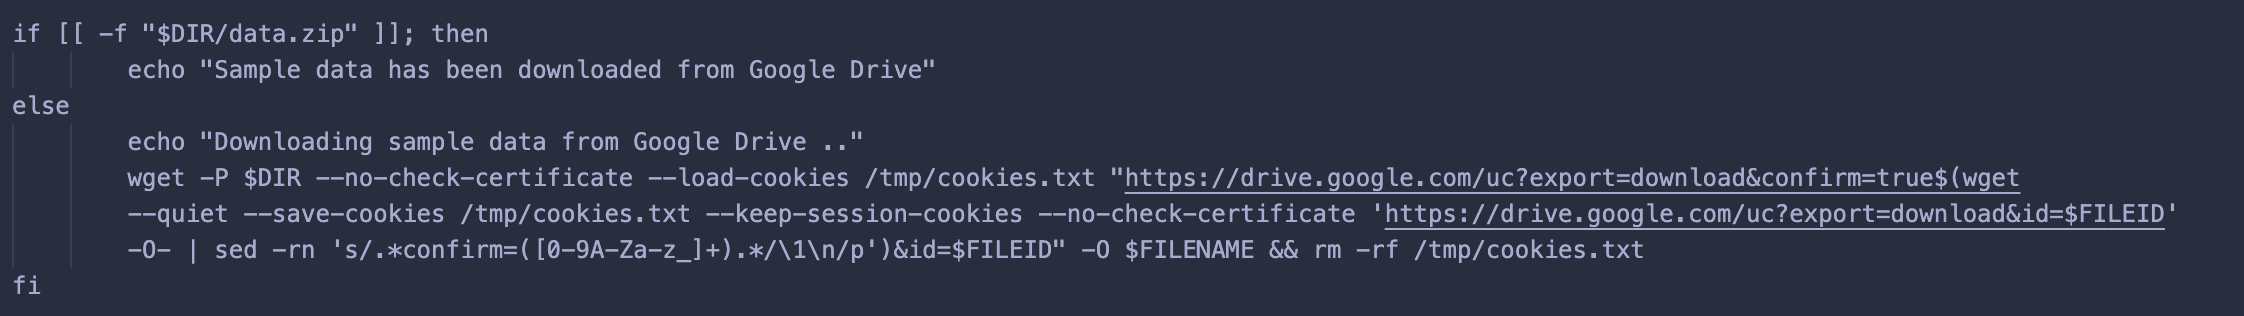 if [[ -f "$DIR/data.zip" ]]; then
echo "Sample data has been downloaded from Google Drive"
else
echo "Downloading sample data from Google Drive .."
wget -P $DIR --no-check-certificate --load-cookies /tmp/cookies.txt "https://drive.google.com/uc?export=download&confirm=true$(wget
--quiet --save-cookies /tmp/cookies.txt --keep-session-cookies --no-check-certificate 'https://drive.google.com/uc?export=download&id=$FILEID'
-O- | sed -rn 's/.*confirm=([0-9A-Za-z_]+).*/\1\n/p')&id=$FILEID" -O $FILENAME && rm -rf /tmp/cookies.txt
fi